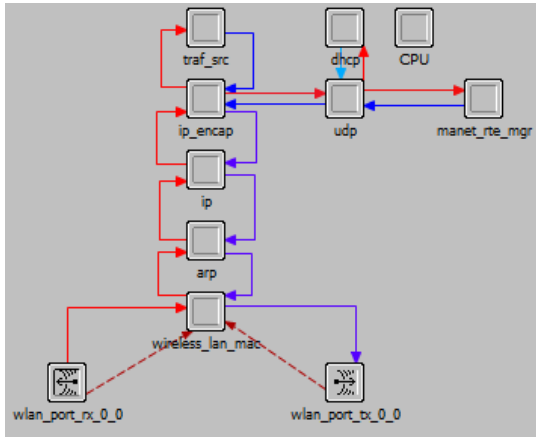 traf_src
dhcp
CPU
ip_encap
udp
manet_rte_mgr
ip
arp
wireless_lan_mac
wlan_port_rx_0_0
wlan_port_tx_0_0